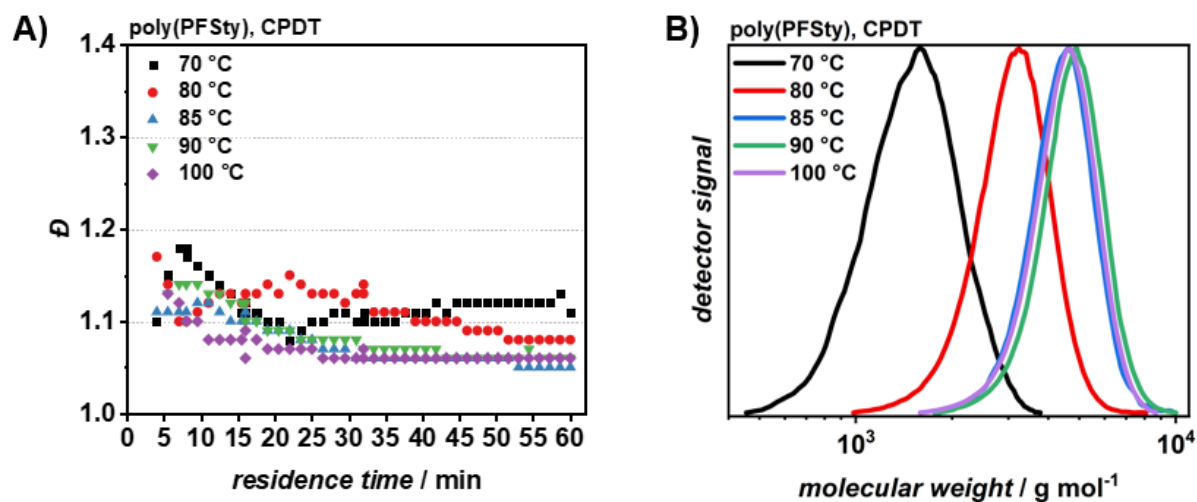 A)
poly(PFSty), CPDT
1.4
1.3
1.2
1.1
1.0
Đ
70 °C
80 °C
85 °C
90 °C
100 °C
0 5 10 15 20 25 30 35 40 45 50 55 60
residence time / min
B)
poly(PFSty), CPDT
70 °C
80 °C
85 °C
90 °C
100 °C
detector signal
10³ 10⁴
molecular weight / g mol⁻¹